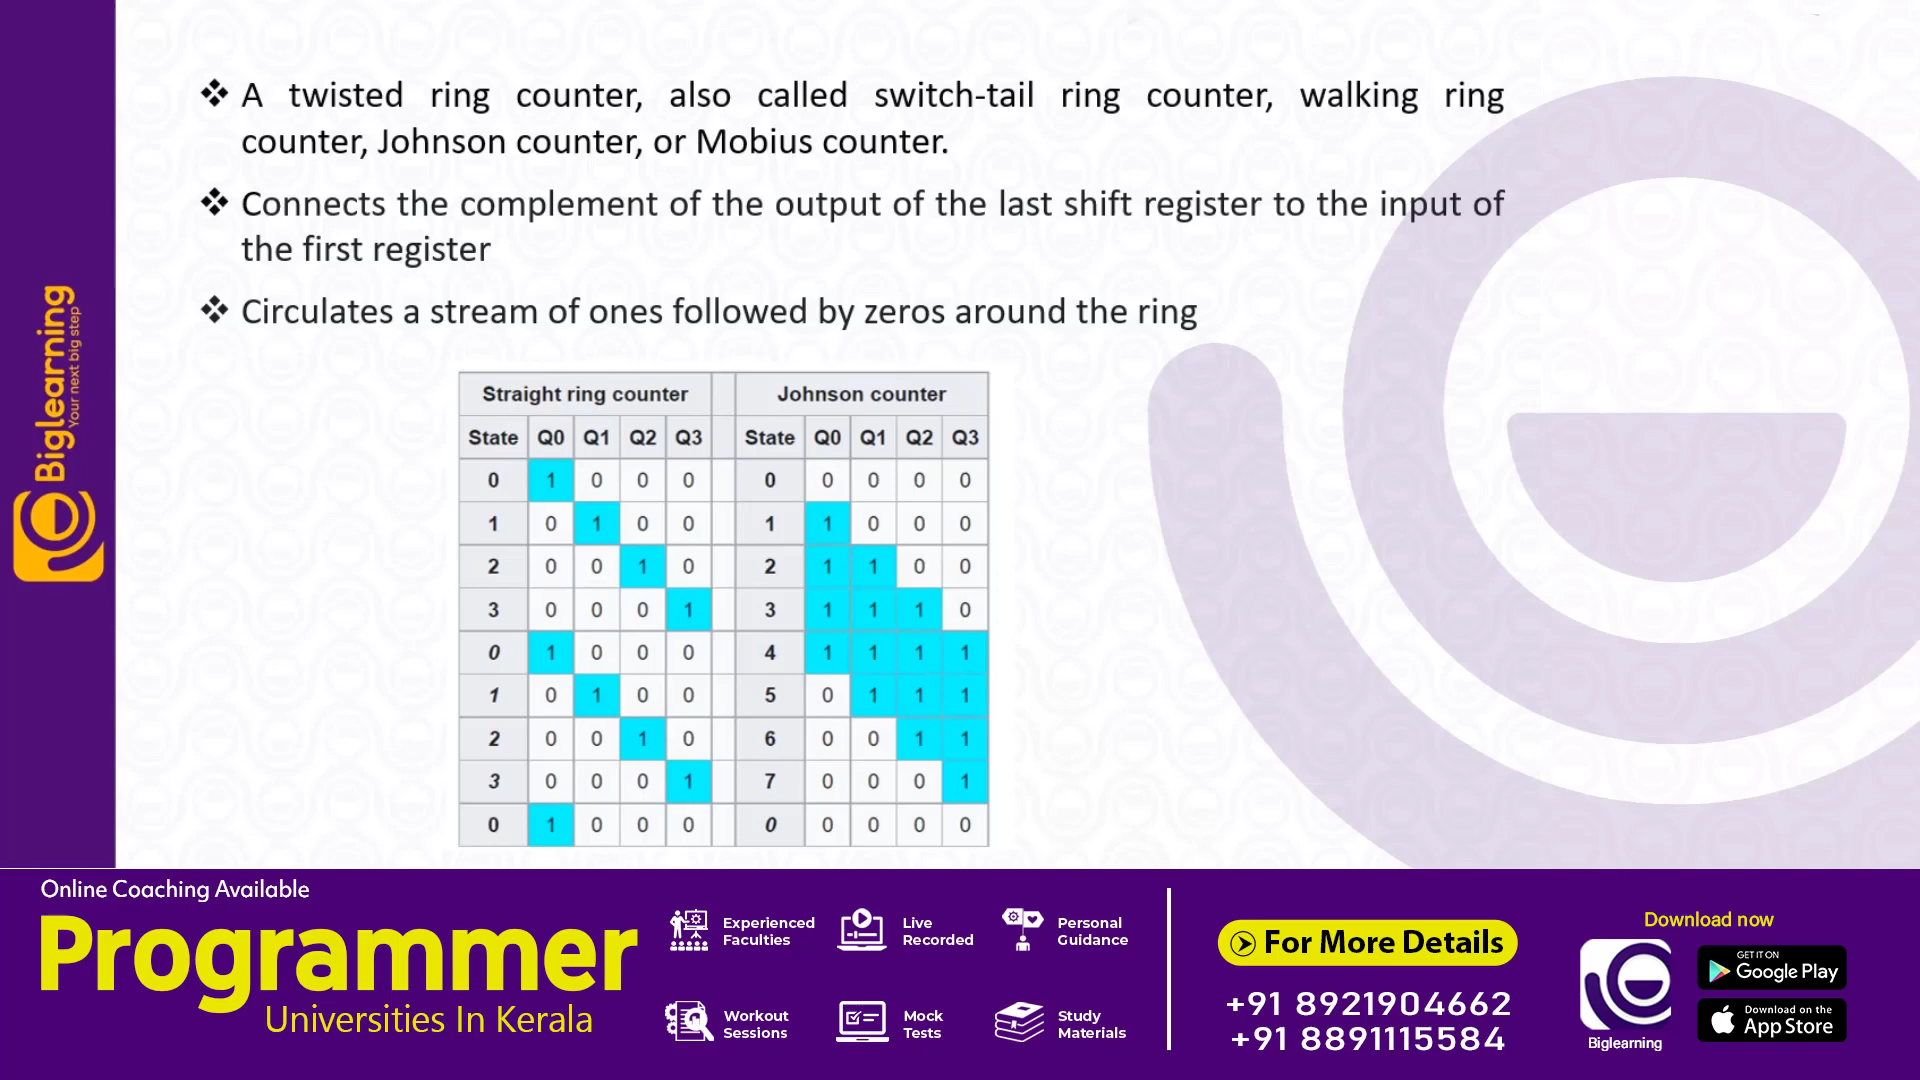 ❖ A twisted ring counter, also called switch-tail ring counter, walking ring
counter, Johnson counter, or Mobius counter.
❖ Connects the complement of the output of the last shift register to the input of
the first register
❖ Circulates a stream of ones followed by zeros around the ring
Straight ring counter Johnson counter
State Q0 Q1 Q2 Q3 State Q0 Q1 Q2 Q3
0 1 0 0 0 0 0 0 0 0
1 0 1 0 0 1 1 0 0 0
2 0 0 1 0 2 1 1 0 0
3 0 0 0 1 3 1 1 1 0
0 1 0 0 0 4 1 1 1 1
1 0 1 0 0 5 0 1 1 1
2 0 0 1 0 6 0 0 1 1
3 0 0 0 1 7 0 0 0 1
0 1 0 0 0 0 0 0 0 0
Biglearning
Your next big step
Online Coaching Available
Programmer
Universities In Kerala
Experienced
Faculties
Live
Recorded
Personal
Guidance
Workout
Sessions
Mock
Tests
Study
Materials
For More Details
+91 8921904662
+91 8891115584
Download now
Biglearning
GET IT ON
Google Play
Download on the
App Store